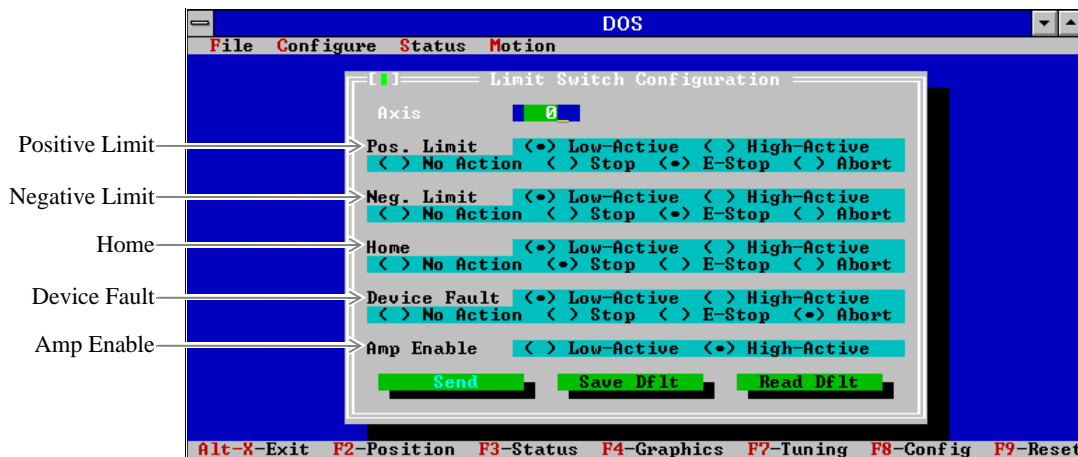 DOS
File Configure Status Motion
[ ] Limit Switch Configuration
Axis 0_
Positive Limit
Pos. Limit (•) Low-Active ( ) High-Active
( ) No Action ( ) Stop (•) E-Stop ( ) Abort
Negative Limit
Neg. Limit (•) Low-Active ( ) High-Active
( ) No Action ( ) Stop (•) E-Stop ( ) Abort
Home
Home (•) Low-Active ( ) High-Active
( ) No Action (•) Stop ( ) E-Stop ( ) Abort
Device Fault
Device Fault (•) Low-Active ( ) High-Active
( ) No Action ( ) Stop ( ) E-Stop (•) Abort
Amp Enable
Amp Enable ( ) Low-Active (•) High-Active
Send Save Dflt Read Dflt
Alt-X-Exit F2-Position F3-Status F4-Graphics F7-Tuning F8-Config F9-Reset